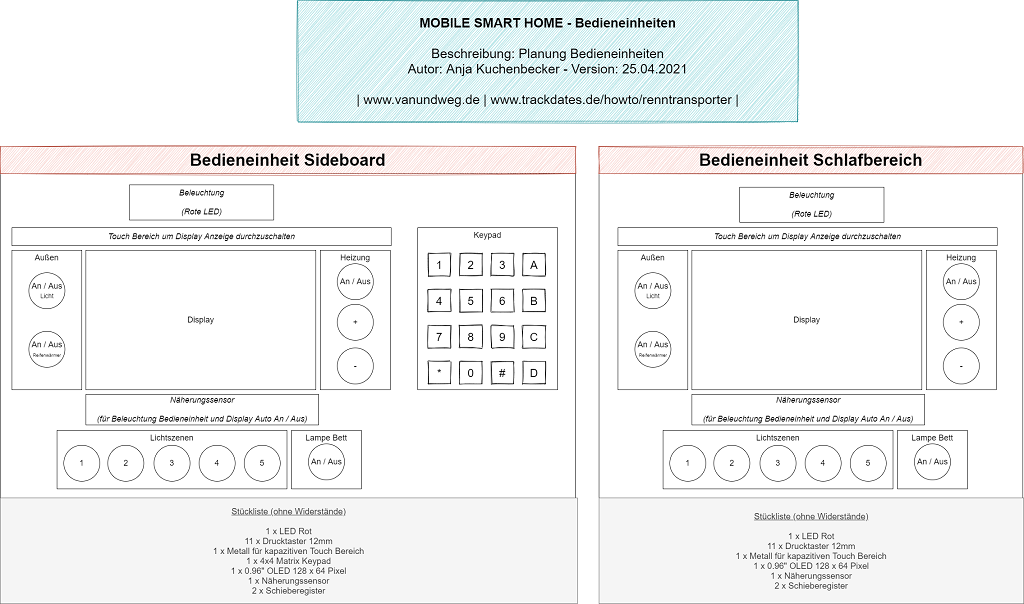 MOBILE SMART HOME - Bedieneinheiten
Beschreibung: Planung Bedieneinheiten
Autor: Anja Kuchenbecker - Version: 25.04.2021
| www.vanundweg.de | www.trackdates.de/howto/renntransporter |
Bedieneinheit Sideboard
Beleuchtung
(Rote LED)
Touch Bereich um Display Anzeige durchzuschalten
Außen
An / Aus
Licht
An / Aus
Reifenwärmer
Display
Heizung
An / Aus
+
-
Keypad
1 2 3 A
4 5 6 B
7 8 9 C
* 0 # D
Näherungssensor
(für Beleuchtung Bedieneinheit und Display Auto An / Aus)
Lichtszenen
1 2 3 4 5
Lampe Bett
An / Aus
Stückliste (ohne Widerstände)
1 x LED Rot
11 x Drucktaster 12mm
1 x Metall für kapazitiven Touch Bereich
1 x 4x4 Matrix Keypad
1 x 0.96" OLED 128 x 64 Pixel
1 x Näherungssensor
2 x Schieberegister
Bedieneinheit Schlafbereich
Beleuchtung
(Rote LED)
Touch Bereich um Display Anzeige durchzuschalten
Außen
An / Aus
Licht
An / Aus
Reifenwärmer
Display
Heizung
An / Aus
+
-
Näherungssensor
(für Beleuchtung Bedieneinheit und Display Auto An / Aus)
Lichtszenen
1 2 3 4 5
Lampe Bett
An / Aus
Stückliste (ohne Widerstände)
1 x LED Rot
11 x Drucktaster 12mm
1 x Metall für kapazitiven Touch Bereich
1 x 0.96" OLED 128 x 64 Pixel
1 x Näherungssensor
2 x Schieberegister